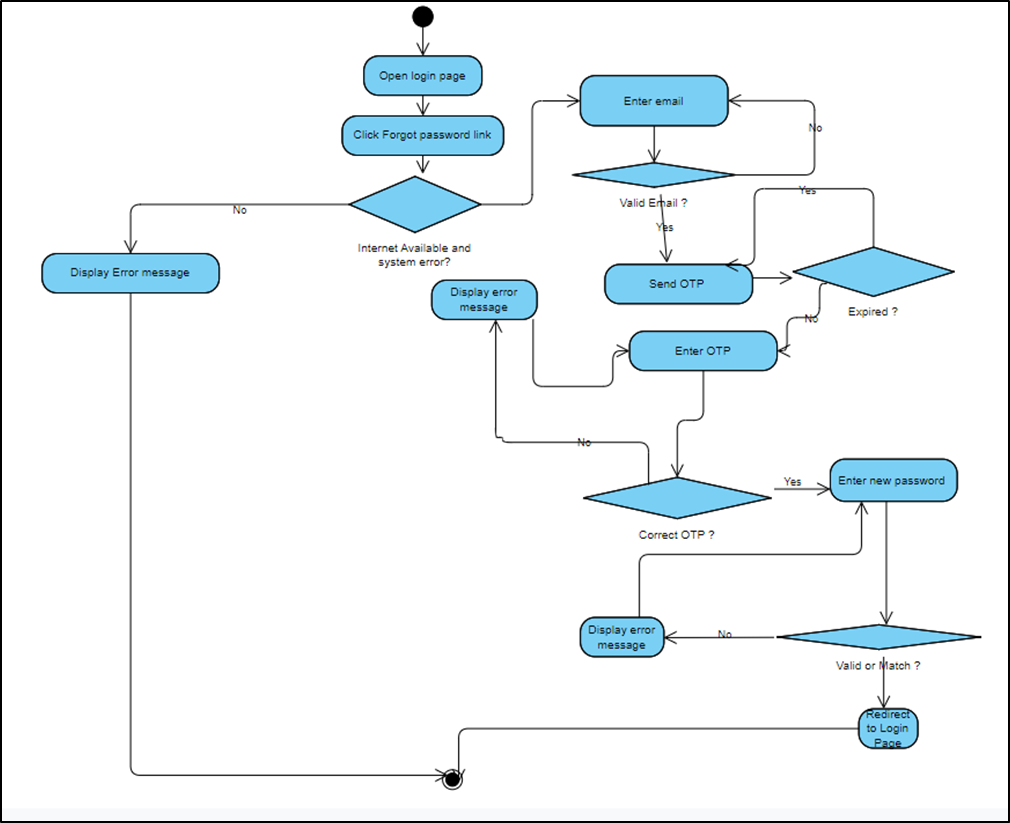 Open login page
Click Forgot password link
Enter email
No
Valid Email ?
Yes
Yes
No
Internet Available and
system error?
Display Error message
Send OTP
Expired ?
No
Display error
message
Enter OTP
No
Correct OTP ?
Yes
Enter new password
Display error
message
No
Valid or Match ?
Redirect
to Login
Page